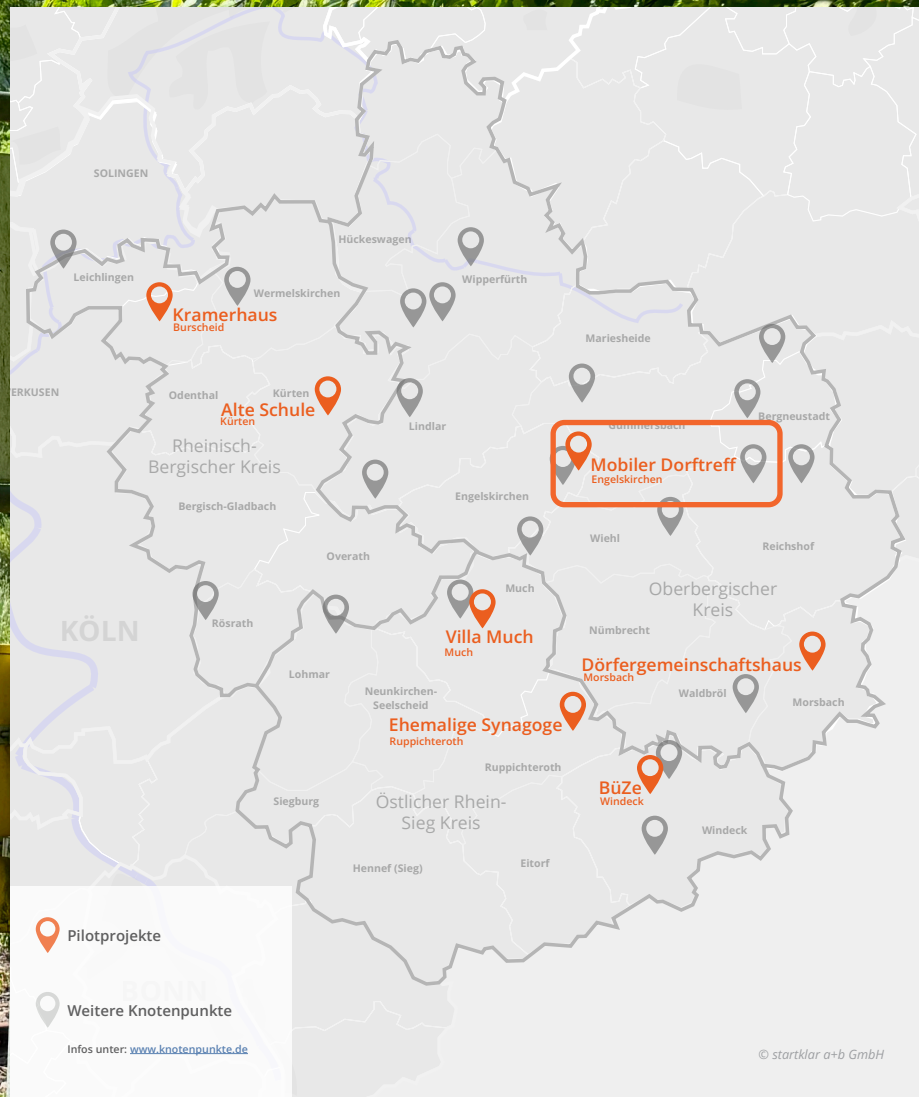 SOLINGEN
Hückeswagen
Leichlingen
Wipperfürth
Wermelskirchen
Kramerhaus
Burscheid
Mariesheide
ERKUSEN
Odenthal
Kürten
Alte Schule
Kürten
Bergneustadt
Lindlar
Gummersbach
Rheinisch-
Bergischer Kreis
Mobiler Dorftreff
Engelskirchen
Engelskirchen
Bergisch-Gladbach
Wiehl
Reichshof
Overath
Much
Oberbergischer
Kreis
Rösrath
KÖLN
Nümbrecht
Villa Much
Much
Dörfergemeinschaftshaus
Morsbach
Lohmar
Neunkirchen-
Seelscheid
Waldbröl
Morsbach
Ehemalige Synagoge
Ruppichteroth
Ruppichteroth
BüZe
Windeck
Siegburg
Östlicher Rhein-
Sieg Kreis
Windeck
Eitorf
Hennef (Sieg)
Pilotprojekte
BONN
Weitere Knotenpunkte
Infos unter: www.knotenpunkte.de
© startklar a+b GmbH